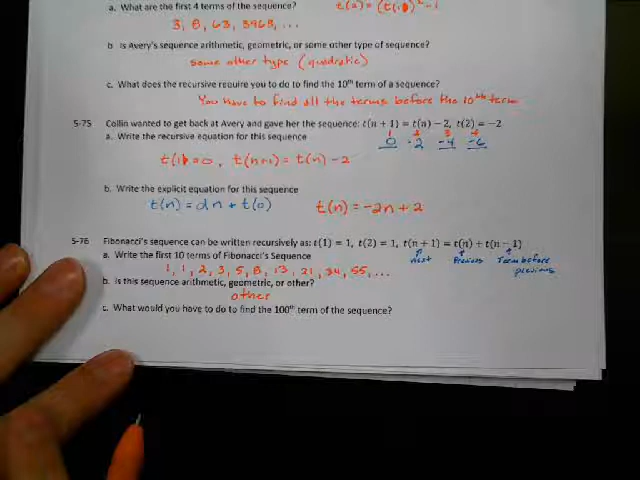 a. What are the first 4 terms of the sequence? t(2) = (t(1))² - 1
3, 8, 63, 3968, ...
b Is Avery's sequence arithmetic, geometric, or some other type of sequence?
some other type (quadratic)
c. What does the recursive require you to do to find the 10th term of a sequence?
You have to find all the terms before the 10th term
5-75 Collin wanted to get back at Avery and gave her the sequence: t(n + 1) = t(n) – 2, t(2) = –2
a. Write the recursive equation for this sequence
1 2 3 4
0 -2 -4 -6
t(1)=0, t(n+1) = t(n) - 2
b. Write the explicit equation for this sequence
t(n) = dn + t(0) t(n) = -2n + 2
5-76 Fibonacci's sequence can be written recursively as: t(1) = 1, t(2) = 1, t(n + 1) = t(n) + t(n – 1)
a. Write the first 10 terms of Fibonacci's Sequence
next Previous Term before previous
1, 1, 2, 3, 5, 8, 13, 21, 34, 55, ...
b. Is this sequence arithmetic, geometric, or other?
other
c. What would you have to do to find the 100th term of the sequence?